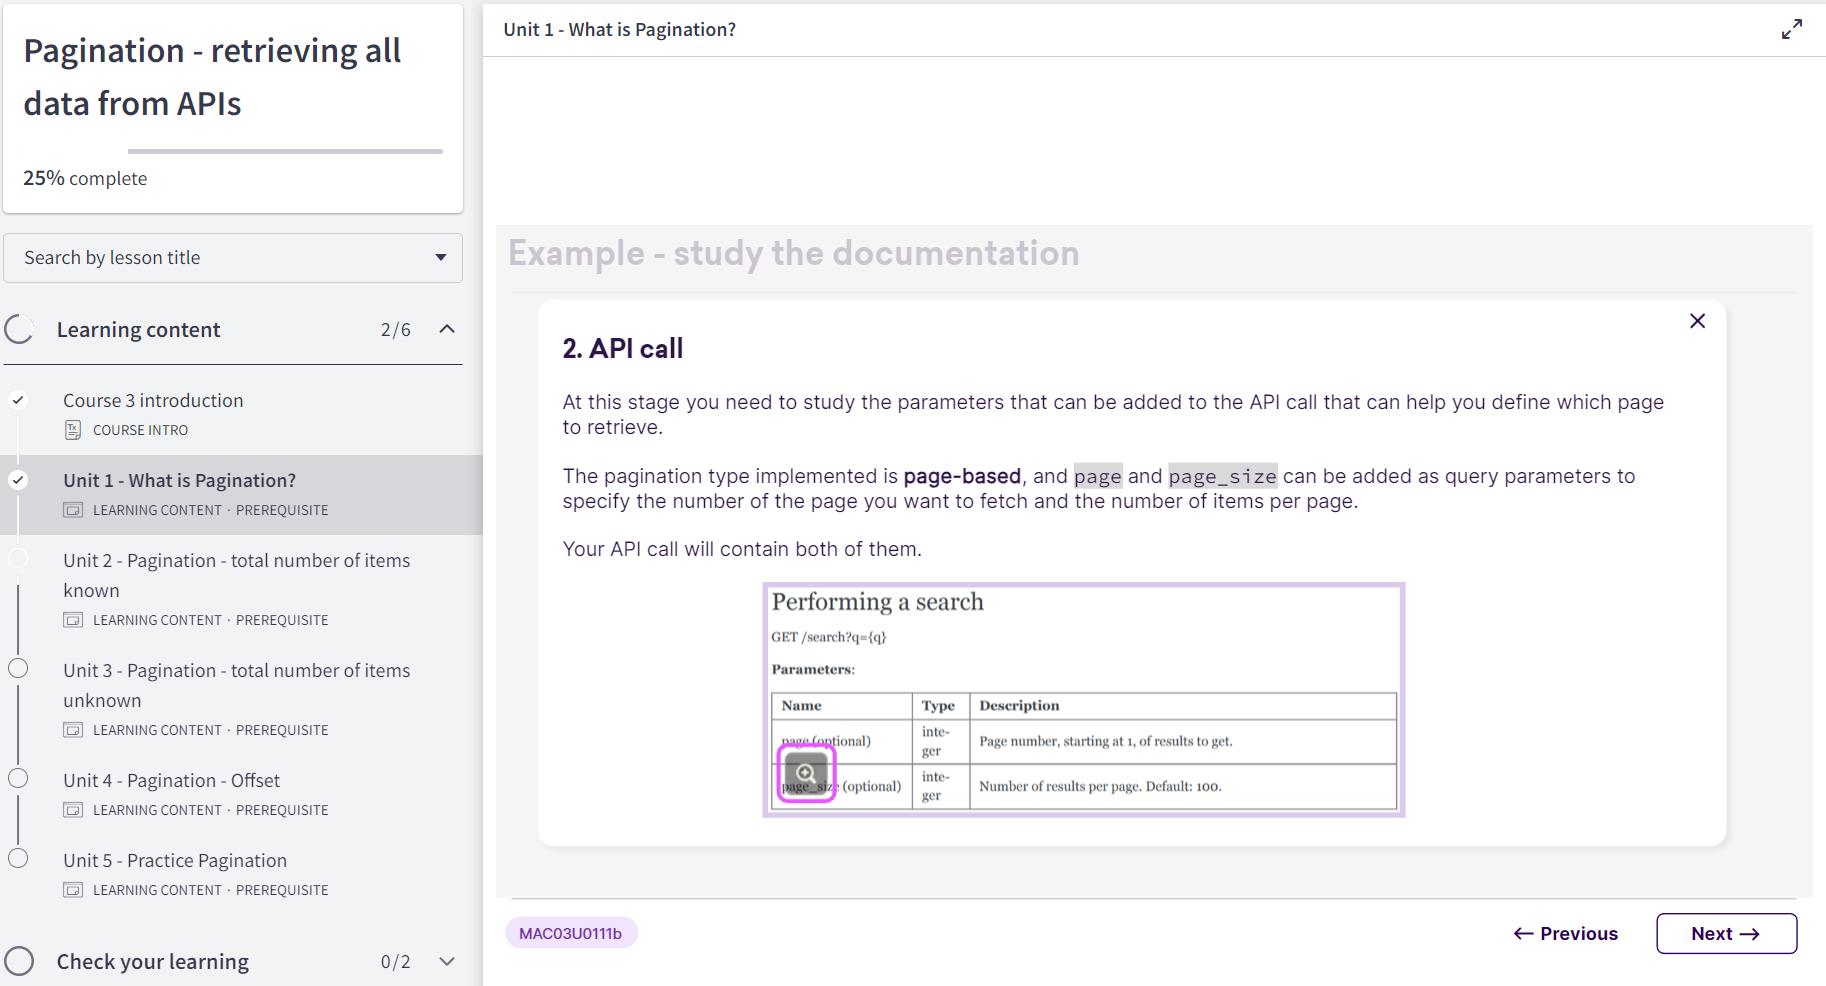 Pagination - retrieving all
data from APIs
25% complete
Search by lesson title
Learning content 2/6
Course 3 introduction
COURSE INTRO
Unit 1 - What is Pagination?
LEARNING CONTENT · PREREQUISITE
Unit 2 - Pagination - total number of items
known
LEARNING CONTENT · PREREQUISITE
Unit 3 - Pagination - total number of items
unknown
LEARNING CONTENT · PREREQUISITE
Unit 4 - Pagination - Offset
LEARNING CONTENT · PREREQUISITE
Unit 5 - Practice Pagination
LEARNING CONTENT · PREREQUISITE
Check your learning 0/2
Unit 1 - What is Pagination?
Example - study the documentation
2. API call
At this stage you need to study the parameters that can be added to the API call that can help you define which page
to retrieve.
The pagination type implemented is page-based, and page and page_size can be added as query parameters to
specify the number of the page you want to fetch and the number of items per page.
Your API call will contain both of them.
Performing a search
GET /search?q={q}
Parameters:
Name Type Description
page (optional) inte-
ger Page number, starting at 1, of results to get.
page_size (optional) inte-
ger Number of results per page. Default: 100.
MAC03U0111b
← Previous
Next →